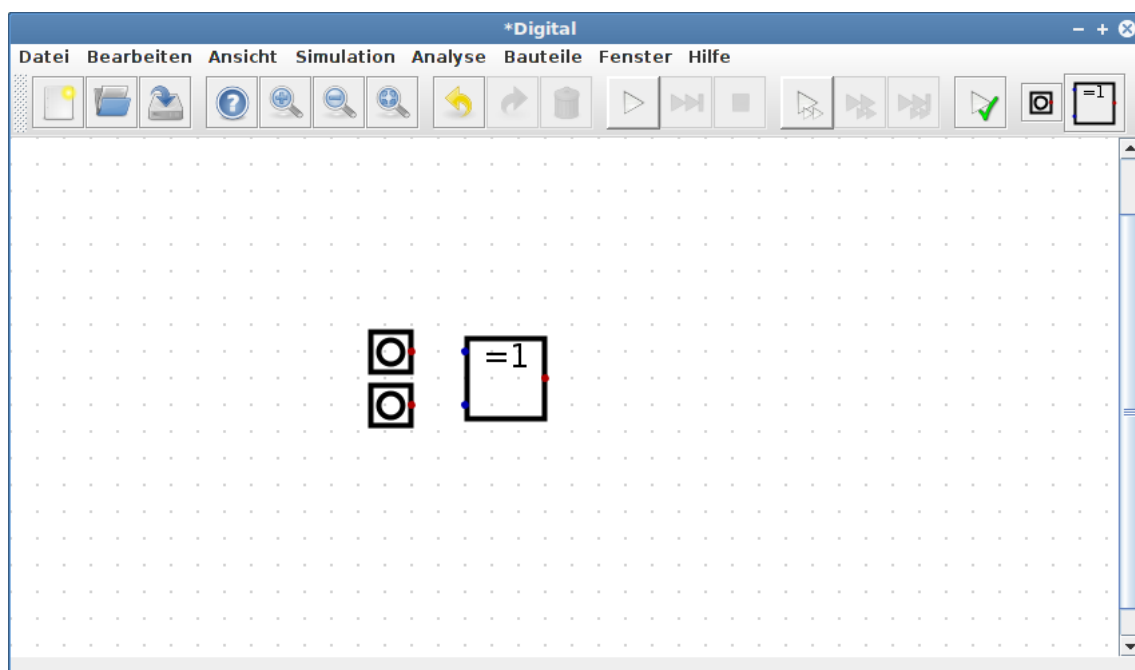 *Digital
Datei Bearbeiten Ansicht Simulation Analyse Bauteile Fenster Hilfe
? =1
=1